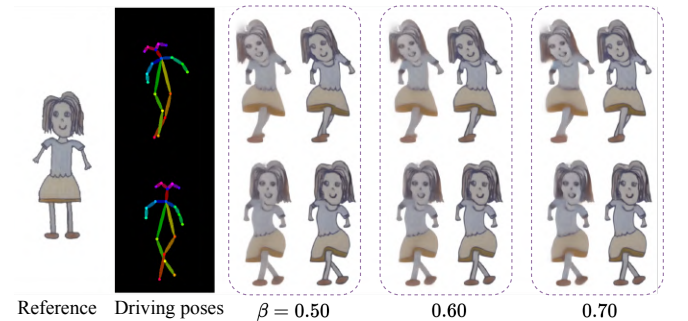 Reference Driving poses β = 0.50 0.60 0.70